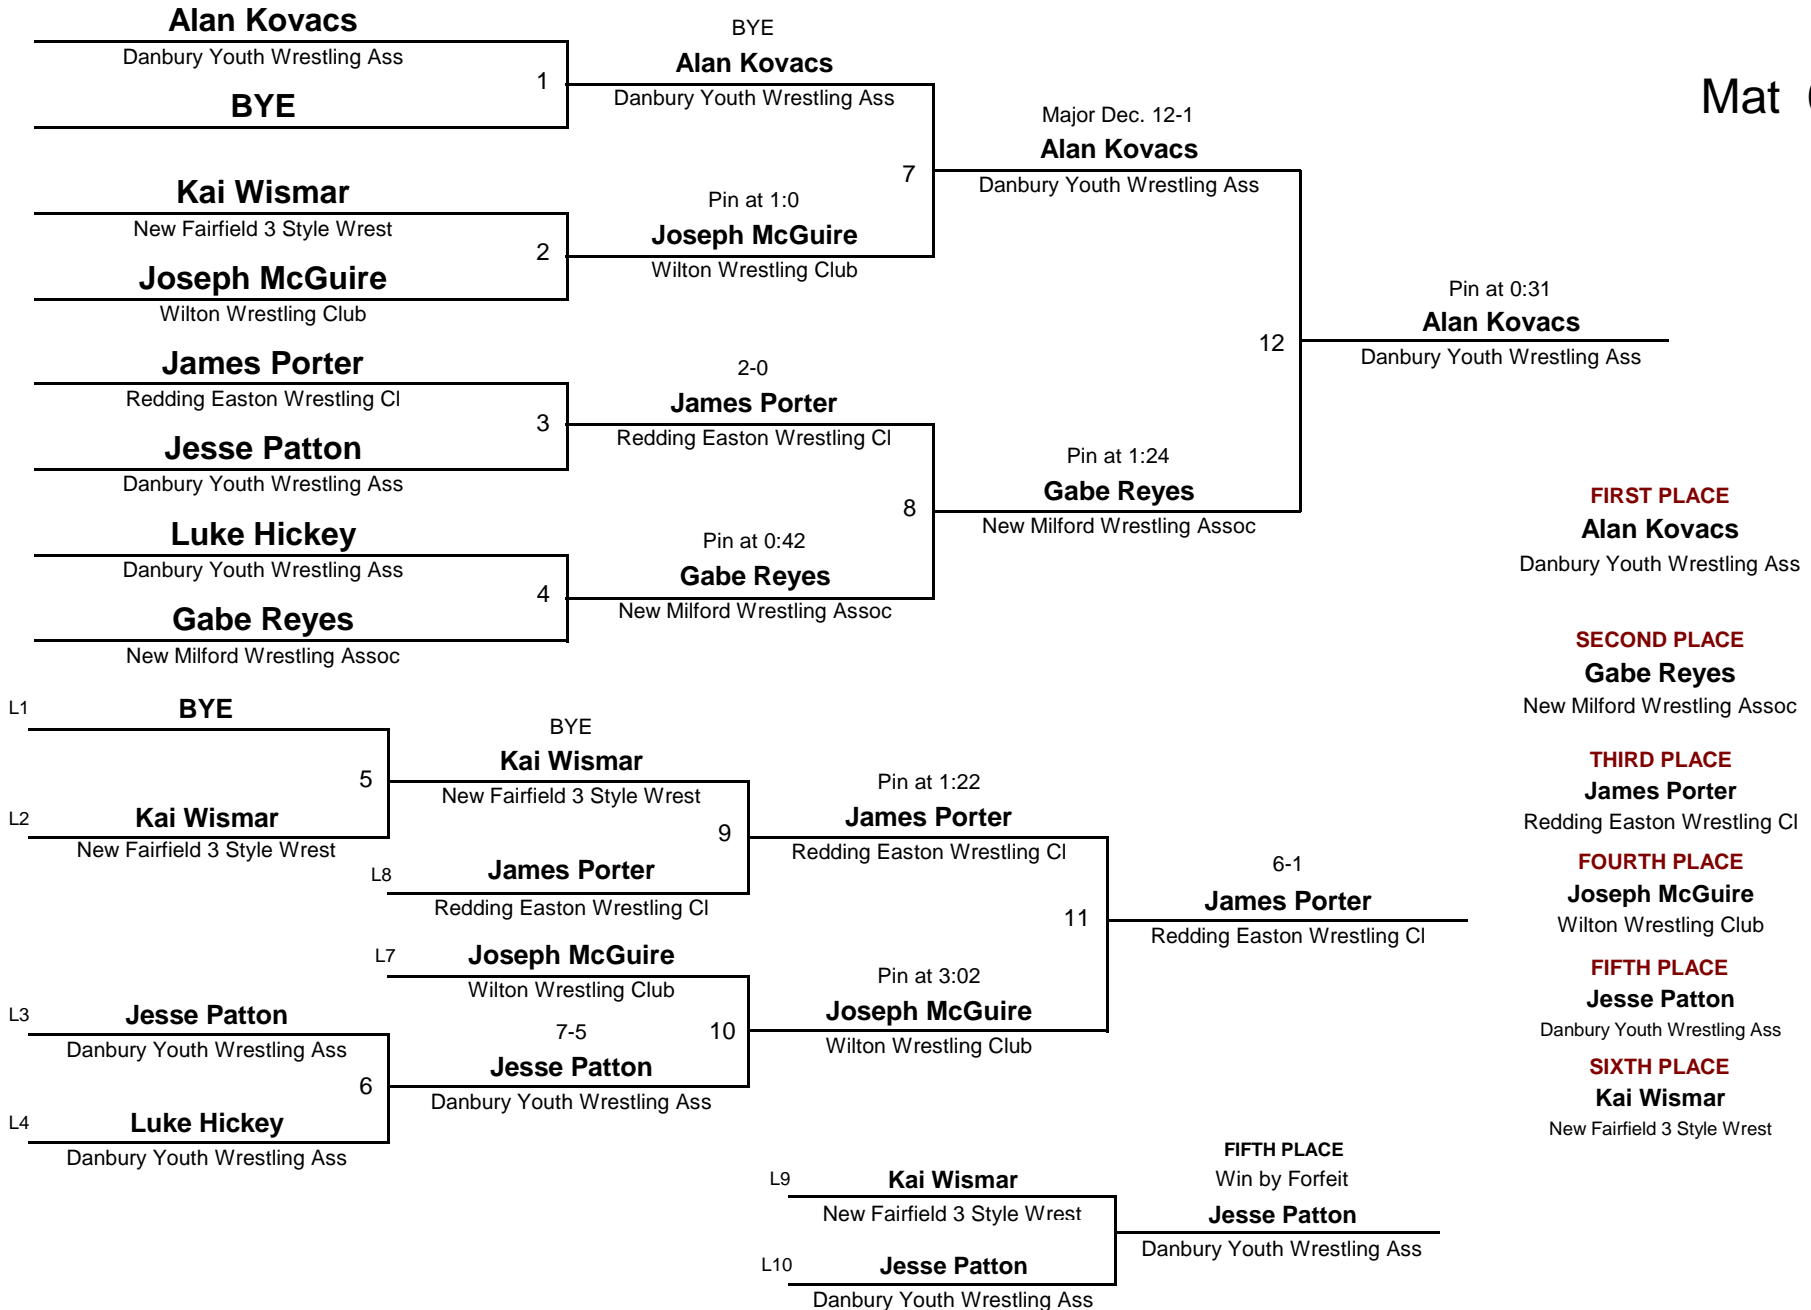 Alan Kovacs
Danbury Youth Wrestling Ass
1
BYE
BYE
Alan Kovacs
Danbury Youth Wrestling Ass
Mat
Kai Wismar
New Fairfield 3 Style Wrest
2
Joseph McGuire
Wilton Wrestling Club
Pin at 1:0
Joseph McGuire
Wilton Wrestling Club
7
Major Dec. 12-1
Alan Kovacs
Danbury Youth Wrestling Ass
James Porter
Redding Easton Wrestling Cl
3
Jesse Patton
Danbury Youth Wrestling Ass
2-0
James Porter
Redding Easton Wrestling Cl
Luke Hickey
Danbury Youth Wrestling Ass
4
Gabe Reyes
New Milford Wrestling Assoc
Pin at 0:42
Gabe Reyes
New Milford Wrestling Assoc
8
Pin at 1:24
Gabe Reyes
New Milford Wrestling Assoc
12
Pin at 0:31
Alan Kovacs
Danbury Youth Wrestling Ass
FIRST PLACE
Alan Kovacs
Danbury Youth Wrestling Ass
SECOND PLACE
Gabe Reyes
New Milford Wrestling Assoc
THIRD PLACE
James Porter
Redding Easton Wrestling Cl
FOURTH PLACE
Joseph McGuire
Wilton Wrestling Club
FIFTH PLACE
Jesse Patton
Danbury Youth Wrestling Ass
SIXTH PLACE
Kai Wismar
New Fairfield 3 Style Wrest
L1 BYE
5
L2 Kai Wismar
New Fairfield 3 Style Wrest
BYE
Kai Wismar
New Fairfield 3 Style Wrest
9
L8 James Porter
Redding Easton Wrestling Cl
Pin at 1:22
James Porter
Redding Easton Wrestling Cl
L7 Joseph McGuire
Wilton Wrestling Club
10
L3 Jesse Patton
Danbury Youth Wrestling Ass
6
L4 Luke Hickey
Danbury Youth Wrestling Ass
7-5
Jesse Patton
Danbury Youth Wrestling Ass
Pin at 3:02
Joseph McGuire
Wilton Wrestling Club
11
6-1
James Porter
Redding Easton Wrestling Cl
L9 Kai Wismar
New Fairfield 3 Style Wrest
L10 Jesse Patton
Danbury Youth Wrestling Ass
FIFTH PLACE
Win by Forfeit
Jesse Patton
Danbury Youth Wrestling Ass